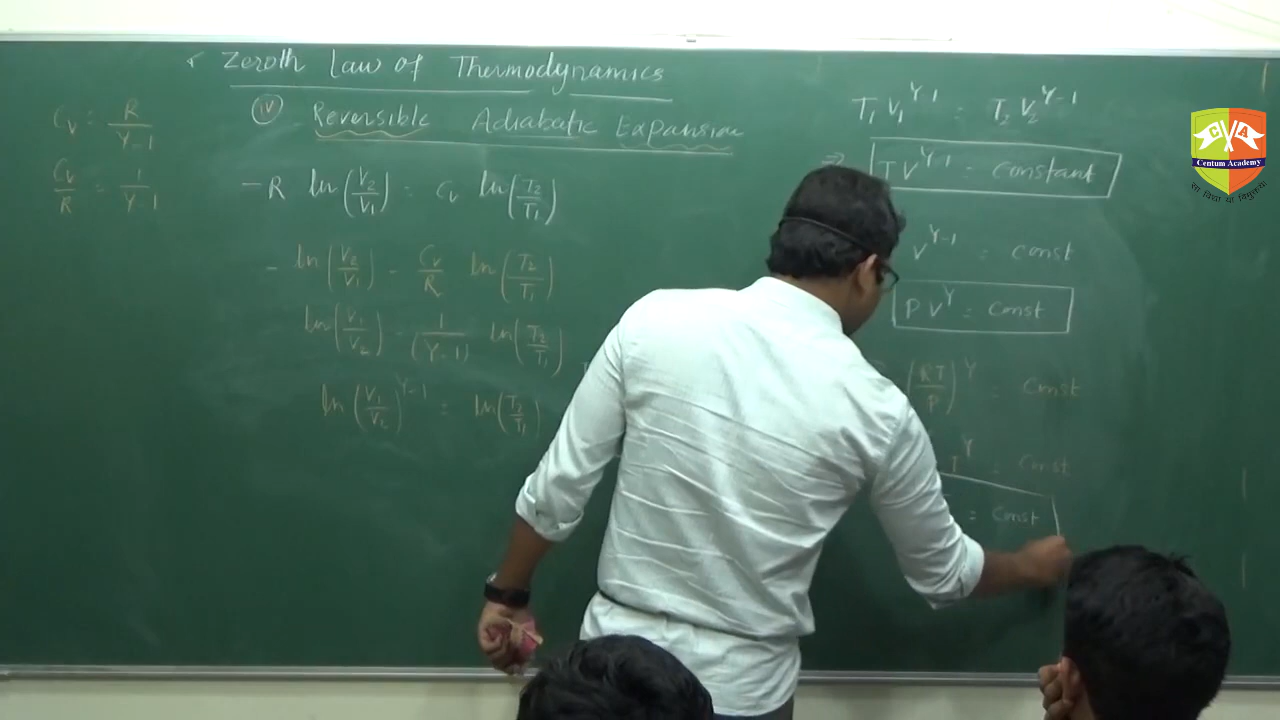 Zeroth Law of Thermodynamics
(iv) Reversible Adiabatic Expansion
Cv = R/γ-1
Cv/R = 1/γ-1
-R ln(V2/V1) = Cv ln(T2/T1)
- ln(V2/V1) = Cv/R ln(T2/T1)
ln(V1/V2) = 1/(γ-1) ln(T2/T1)
ln(V1/V2)^γ-1 = ln(T2/T1)
T1 V1^γ-1 = T2 V2^γ-1
⇒ TV^γ-1 = constant
V^γ-1 = const
PV^γ = const
(RT/P)^γ = Const
T^γ = Const
= Const
CA
Centum Academy
सा विद्या या विमुक्तये